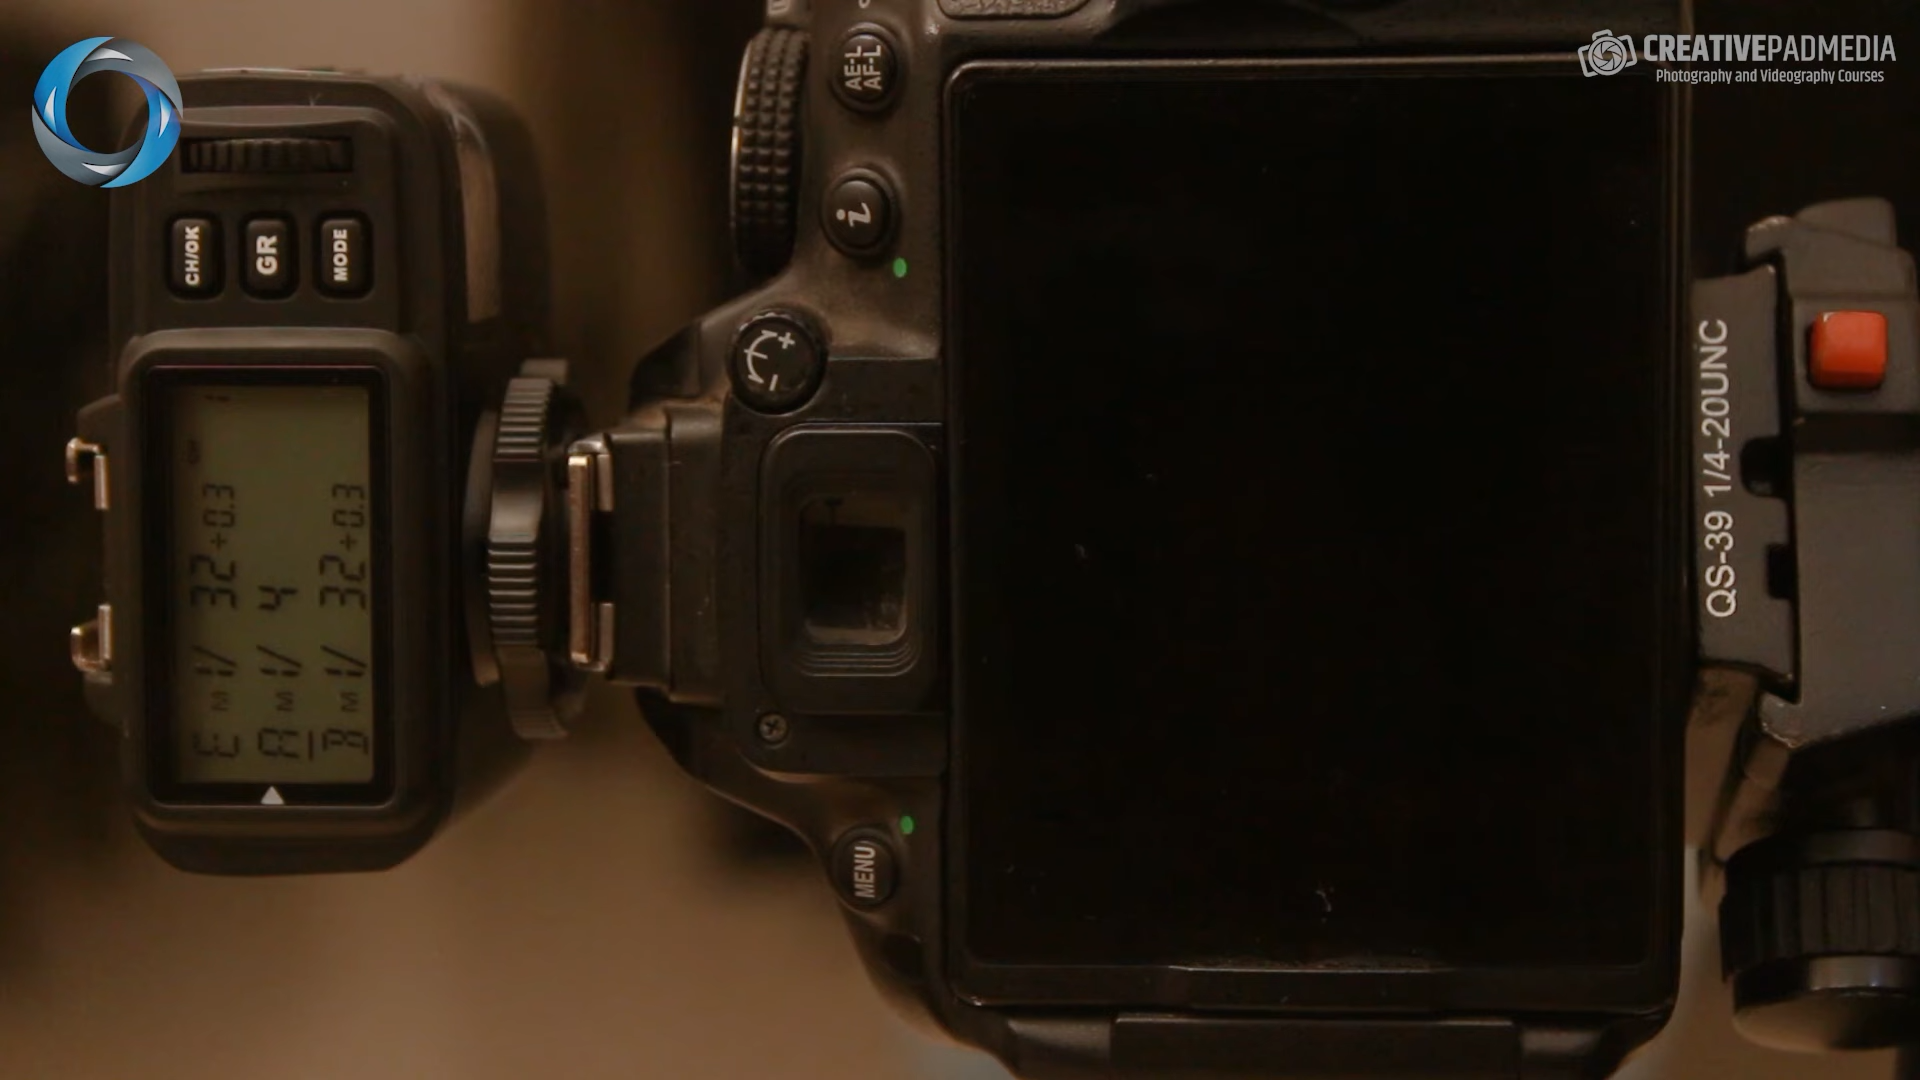 CREATIVEPADMEDIA
Photography and Videography Courses
AE-L
AF-L
i
CH/OK
GR
MODE
E M 1/ 32 +0.3
A M 1/ 4
B M 1/ 32 +0.3
MENU
QS-39 1/4-20UNC